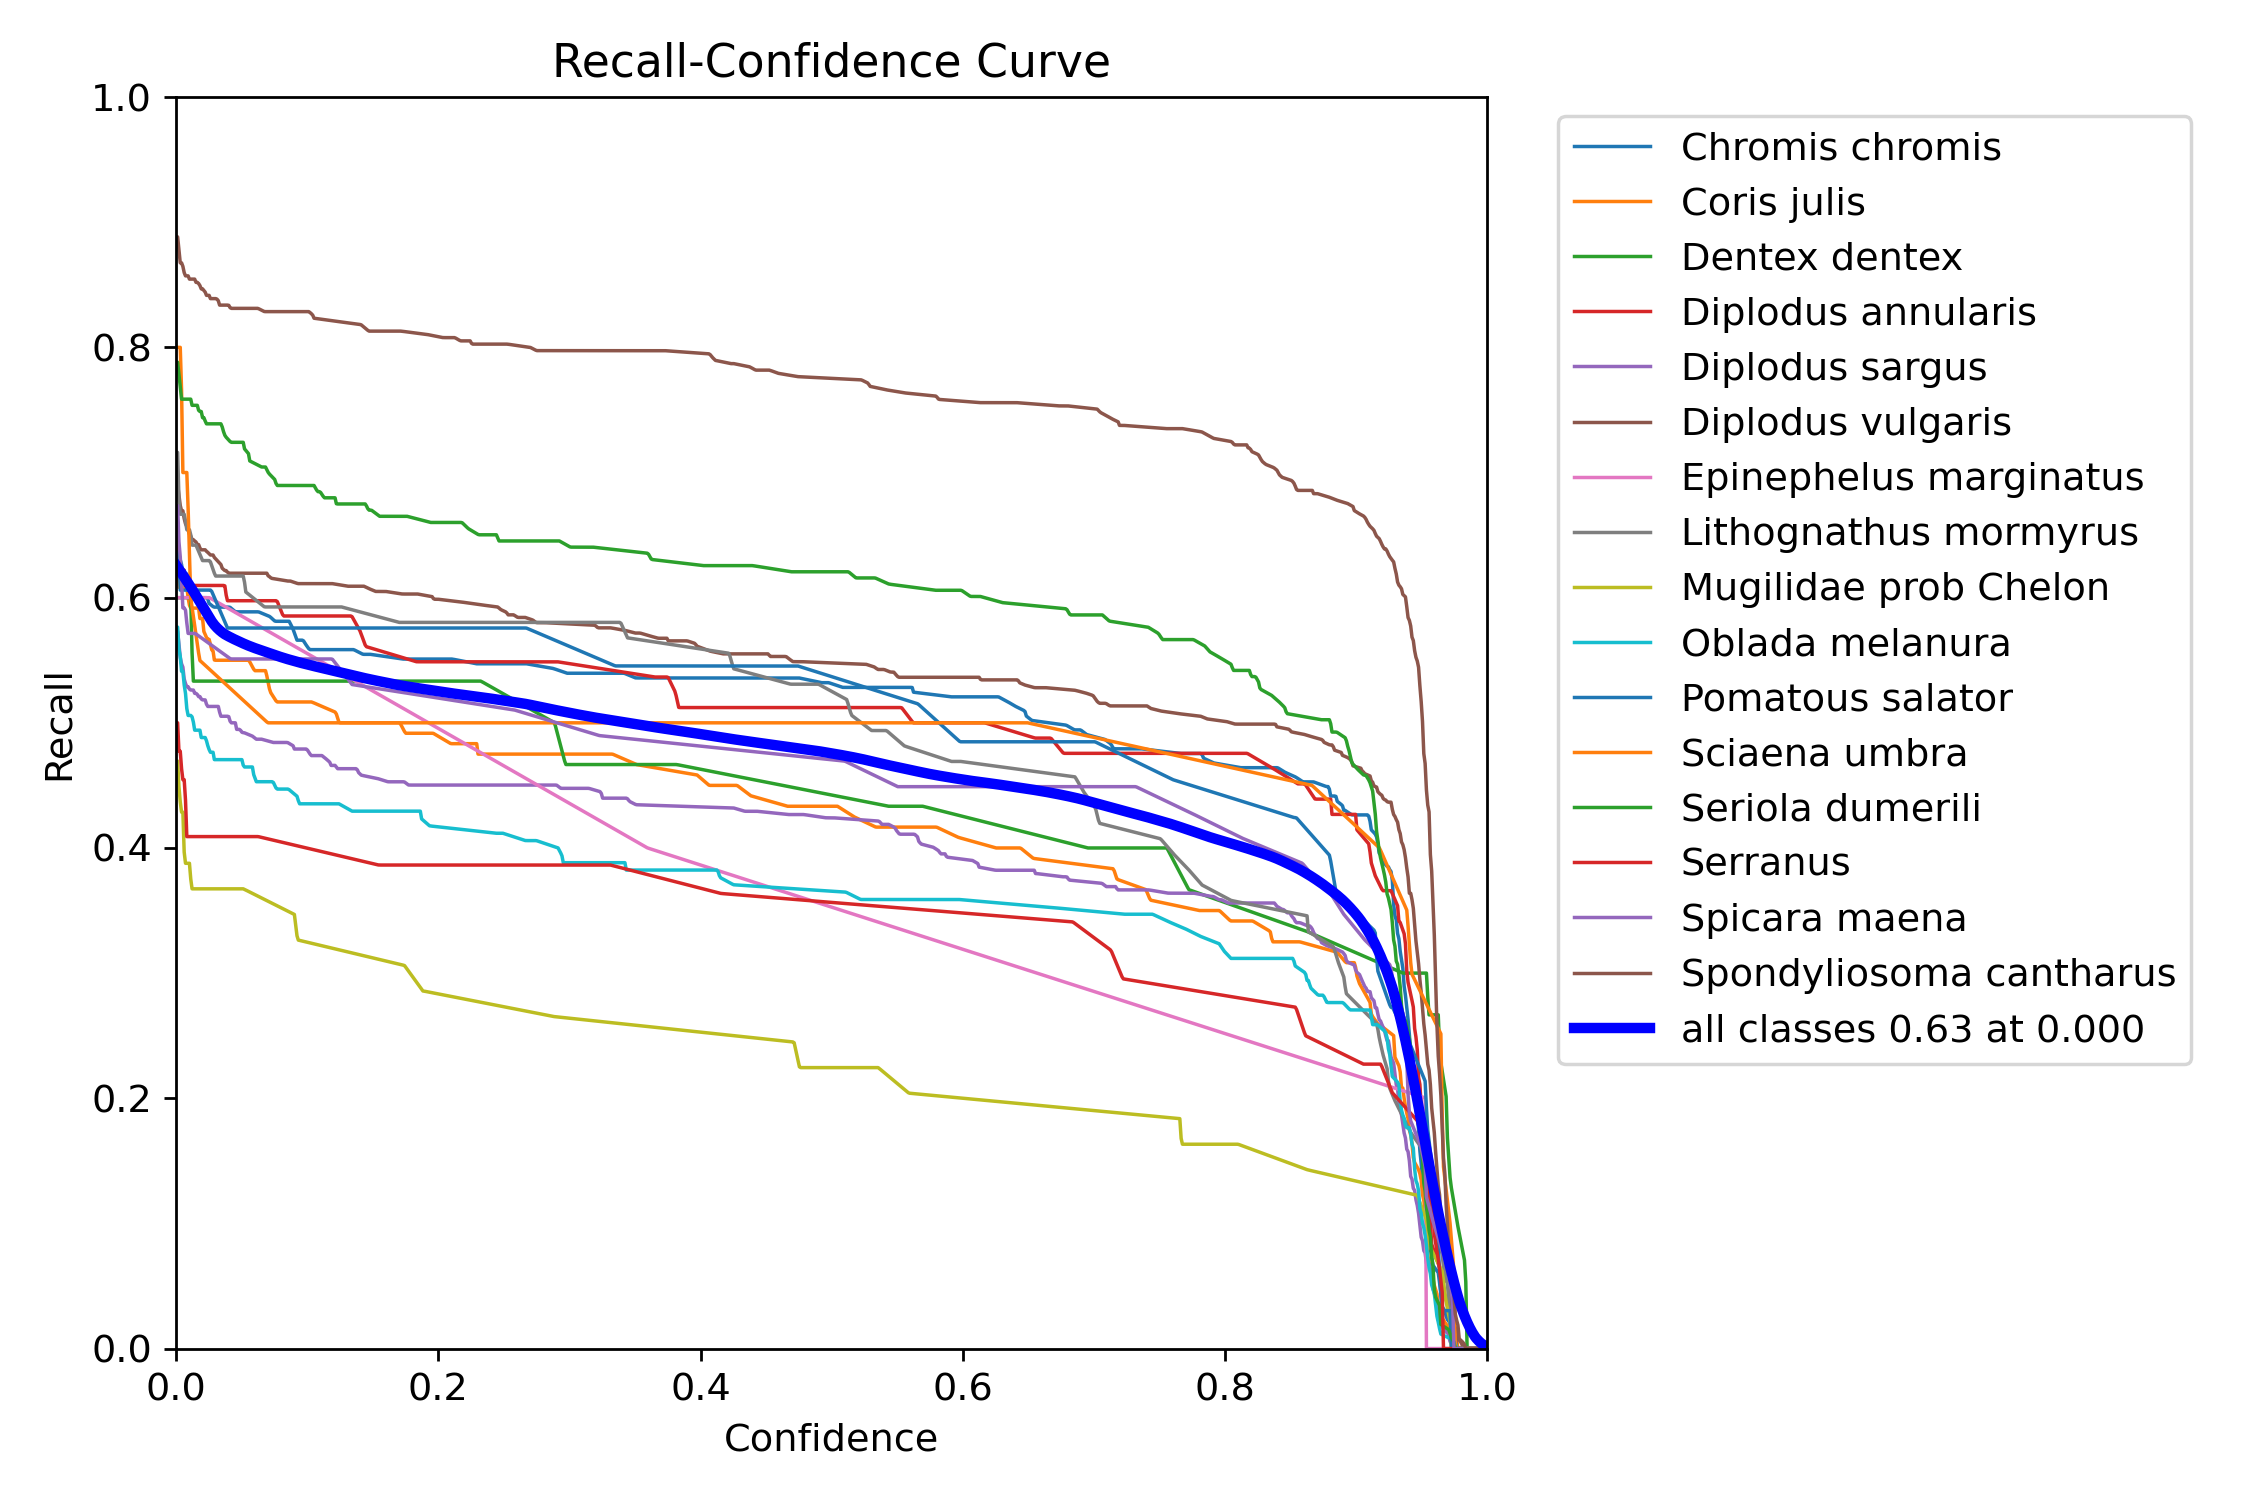 Recall-Confidence Curve
1.0
0.8
0.6
0.4
0.2
0.0
Recall
0.0 0.2 0.4 0.6 0.8 1.0
Confidence
Chromis chromis
Coris julis
Dentex dentex
Diplodus annularis
Diplodus sargus
Diplodus vulgaris
Epinephelus marginatus
Lithognathus mormyrus
Mugilidae prob Chelon
Oblada melanura
Pomatous salator
Sciaena umbra
Seriola dumerili
Serranus
Spicara maena
Spondyliosoma cantharus
all classes 0.63 at 0.000